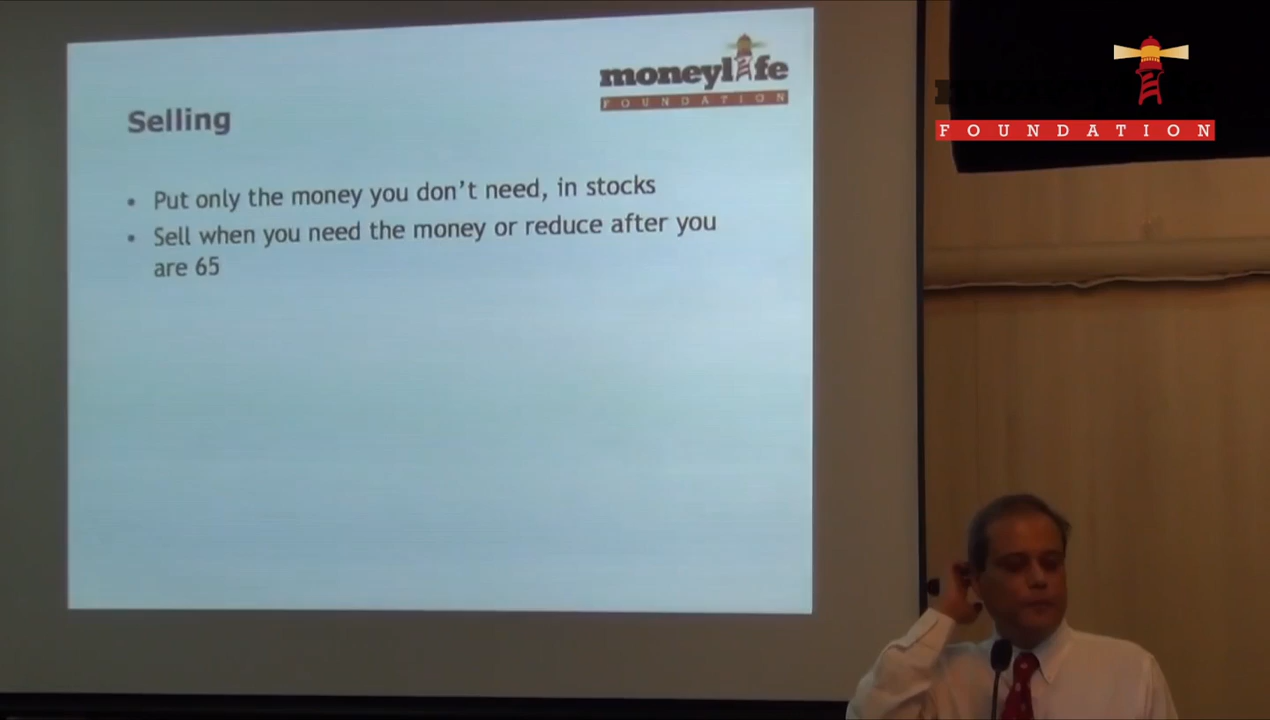 moneylife
FOUNDATION
Selling
• Put only the money you don't need, in stocks
• Sell when you need the money or reduce after you
are 65
moneylife
FOUNDATION